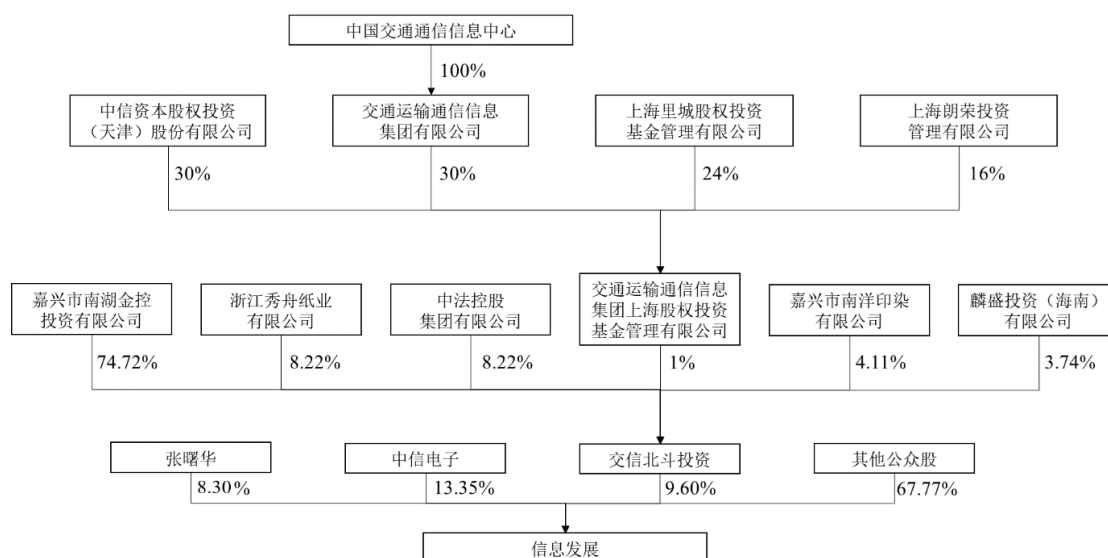 中国交通通信信息中心
100%
中信资本股权投资
（天津）股份有限公司
交通运输通信信息
集团有限公司
上海里城股权投资
基金管理有限公司
上海朗荣投资
管理有限公司
30%
30%
24%
16%
嘉兴市南湖金控
投资有限公司
浙江秀舟纸业
有限公司
中法控股
集团有限公司
交通运输通信信息
集团上海股权投资
基金管理有限公司
嘉兴市南洋印染
有限公司
麟盛投资（海南）
有限公司
74.72%
8.22%
8.22%
1%
4.11%
3.74%
张曙华
中信电子
交信北斗投资
其他公众股
8.30%
13.35%
9.60%
67.77%
信息发展